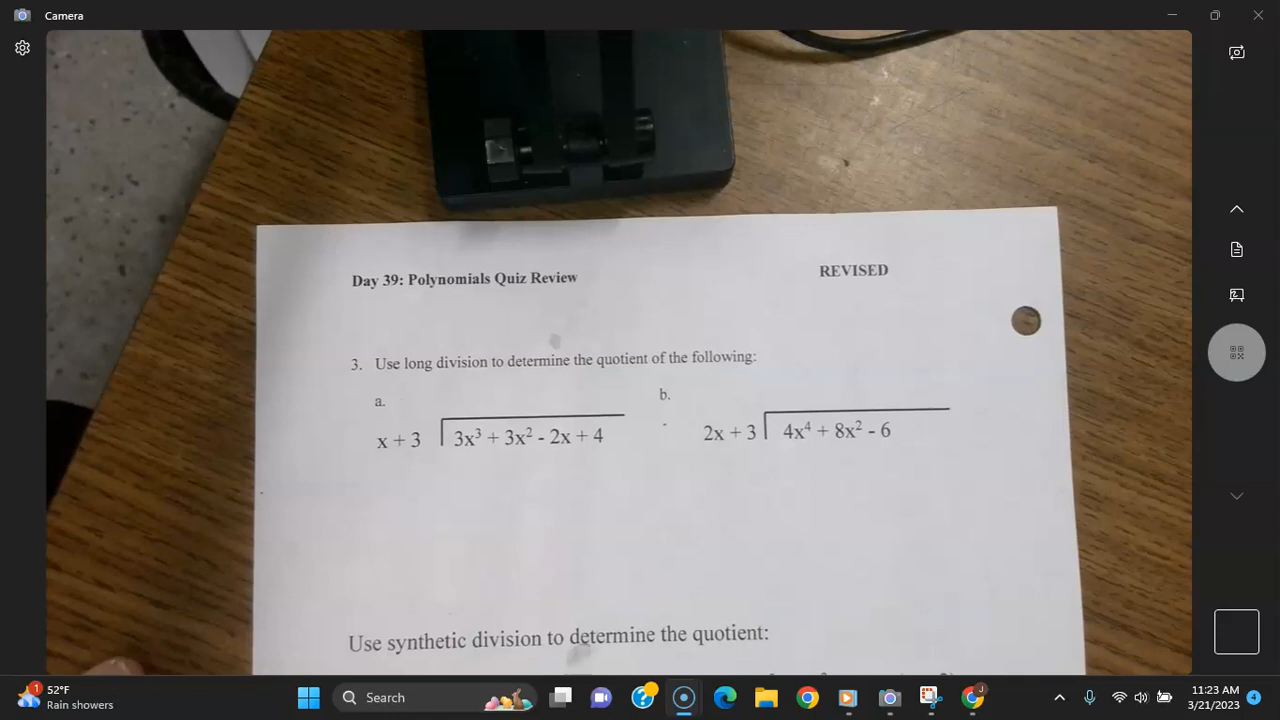 Camera
Day 39: Polynomials Quiz Review
REVISED
3. Use long division to determine the quotient of the following:
a.
b.
x + 3 3x³ + 3x² - 2x + 4
2x + 3 4x⁴ + 8x² - 6
Use synthetic division to determine the quotient:
1
52°F
Rain showers
Search
J
11:23 AM
3/21/2023
4